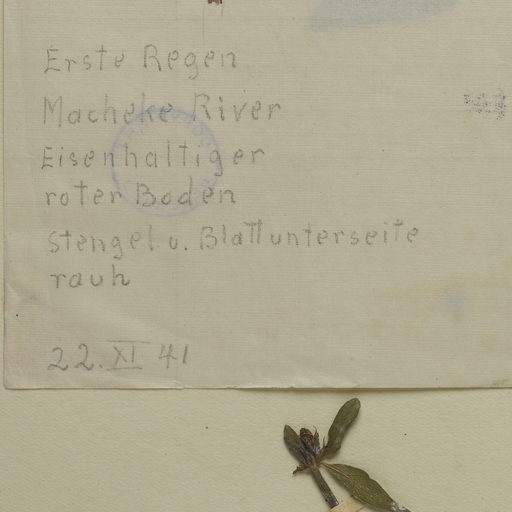 Erste Regen
Macheke River
Eisenhaltiger
roter Boden
Stengel u. Blattunterseite
rauh
22. XI 41